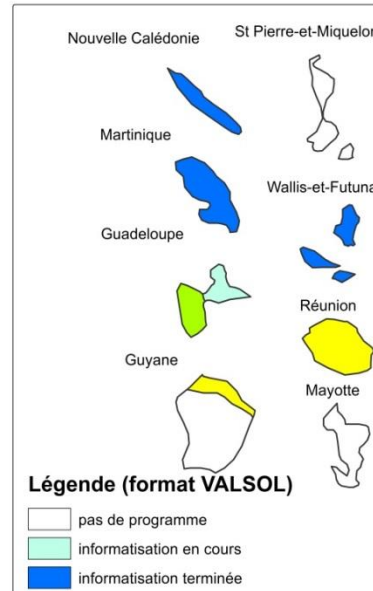 Nouvelle Calédonie
St Pierre-et-Miquelon
Martinique
Wallis-et-Futuna
Guadeloupe
Réunion
Guyane
Mayotte
Légende (format VALSOL)
pas de programme
informatisation en cours
informatisation terminée